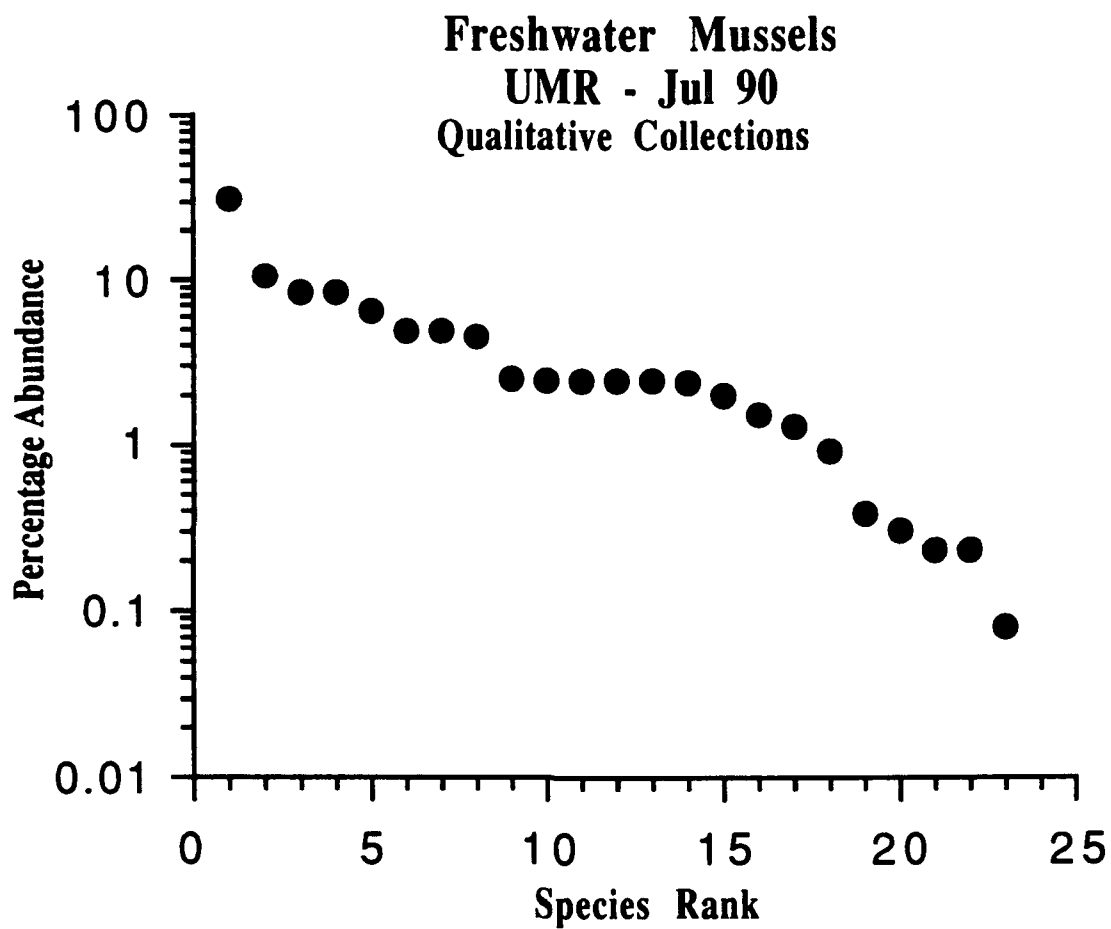 Freshwater Mussels
UMR - Jul 90
Qualitative Collections
100
10
1
0.1
0.01
Percentage Abundance
0 5 10 15 20 25
Species Rank